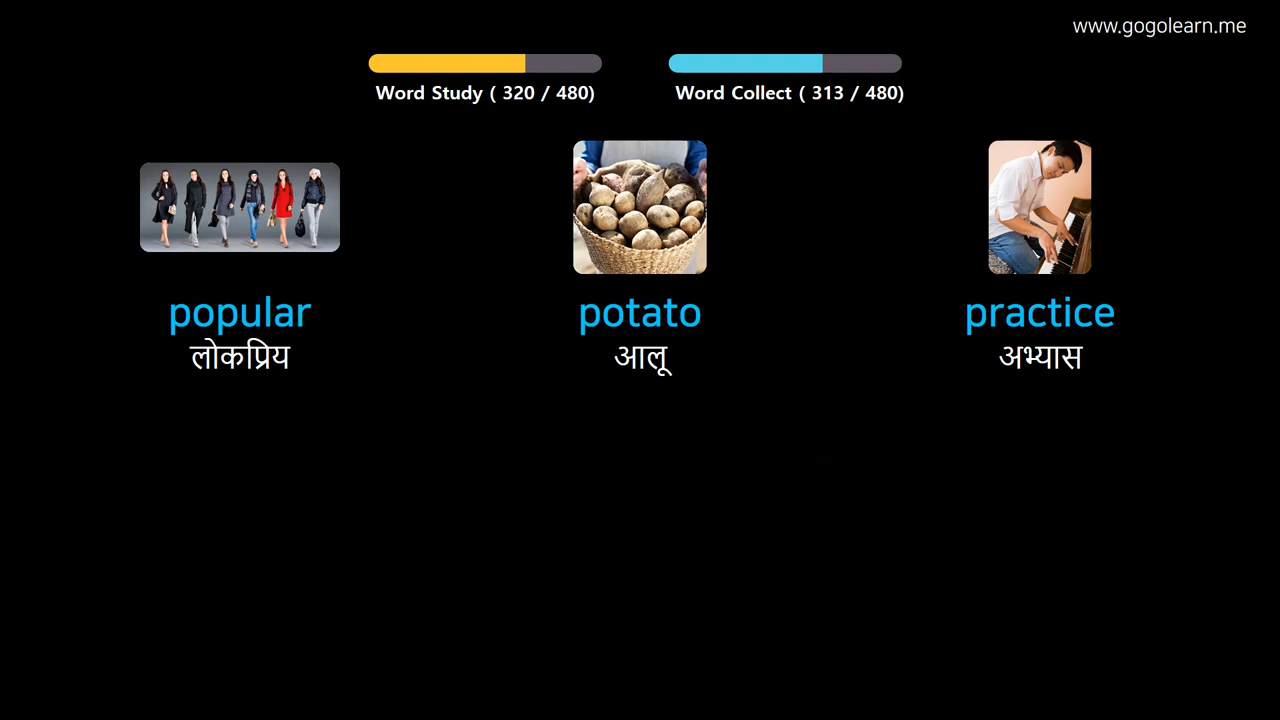 www.gogolearn.me
Word Study ( 320 / 480)
Word Collect ( 313 / 480)
popular
लोकप्रिय
potato
आलू
practice
अभ्यास